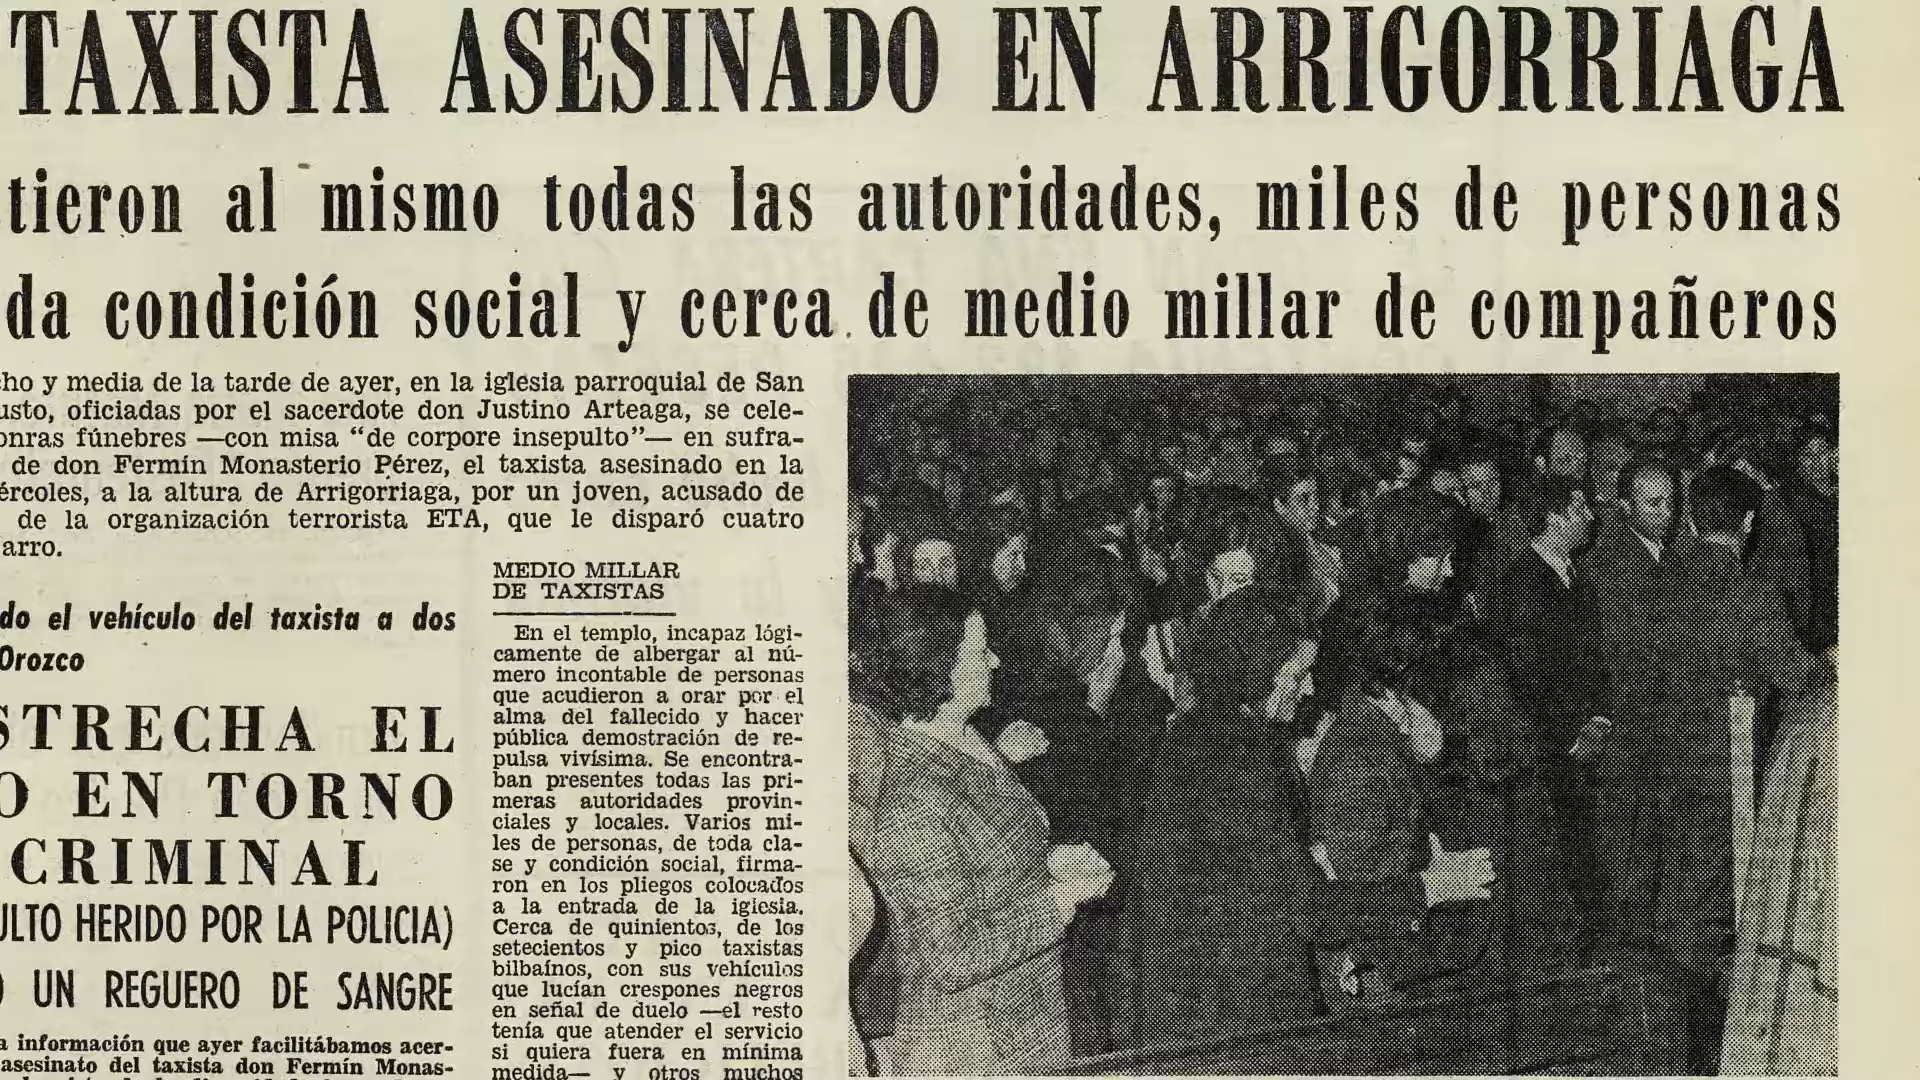 TAXISTA ASESINADO EN ARRIGORRIAGA
tieron al mismo todas las autoridades, miles de personas
da condición social y cerca de medio millar de compañeros
cho y media de la tarde de ayer, en la iglesia parroquial de San
usto, oficiadas por el sacerdote don Justino Arteaga, se cele-
onras fúnebres —con misa “de corpore insepulto”— en sufra-
de don Fermín Monasterio Pérez, el taxista asesinado en la
ércoles, a la altura de Arrigorriaga, por un joven, acusado de
de la organización terrorista ETA, que le disparó cuatro
arro.
do el vehículo del taxista a dos
Orozco
STRECHA EL
O EN TORNO
CRIMINAL
ULTO HERIDO POR LA POLICIA)
O UN REGUERO DE SANGRE
a información que ayer facilitábamos acer-
asesinato del taxista don Fermín Monas-
MEDIO MILLAR
DE TAXISTAS
En el templo, incapaz lógi-
camente de albergar al nú-
mero incontable de personas
que acudieron a orar por el
alma del fallecido y hacer
pública demostración de re-
pulsa vivísima. Se encontra-
ban presentes todas las pri-
meras autoridades provin-
ciales y locales. Varios mi-
les de personas, de toda cla-
se y condición social, firma-
ron en los pliegos colocados
a la entrada de la iglesia.
Cerca de quinientos, de los
setecientos y pico taxistas
bilbaínos, con sus vehículos
que lucían crespones negros
en señal de duelo —el resto
tenía que atender el servicio
si quiera fuera en mínima
medida— y otros muchos